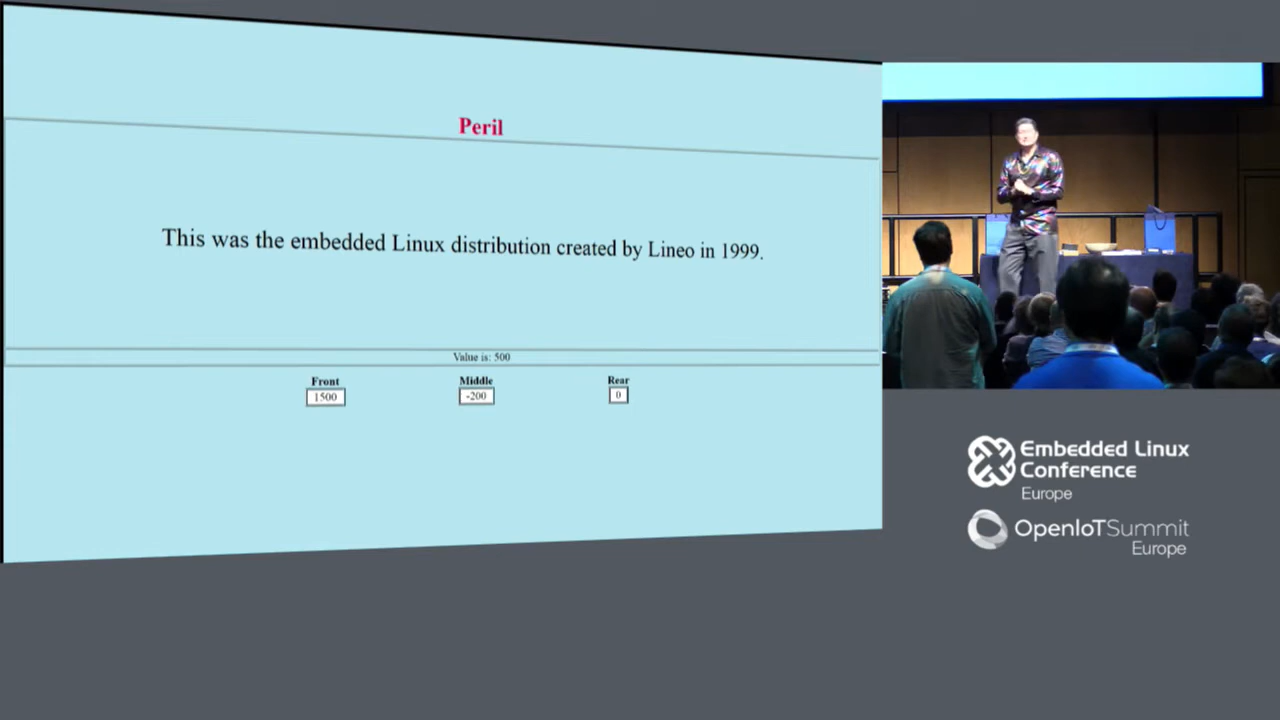 Peril
This was the embedded Linux distribution created by Lineo in 1999.
Value is: 500
Front Middle Rear
1500 -200 0
Embedded Linux
Conference
Europe
OpenIoTSummit
Europe